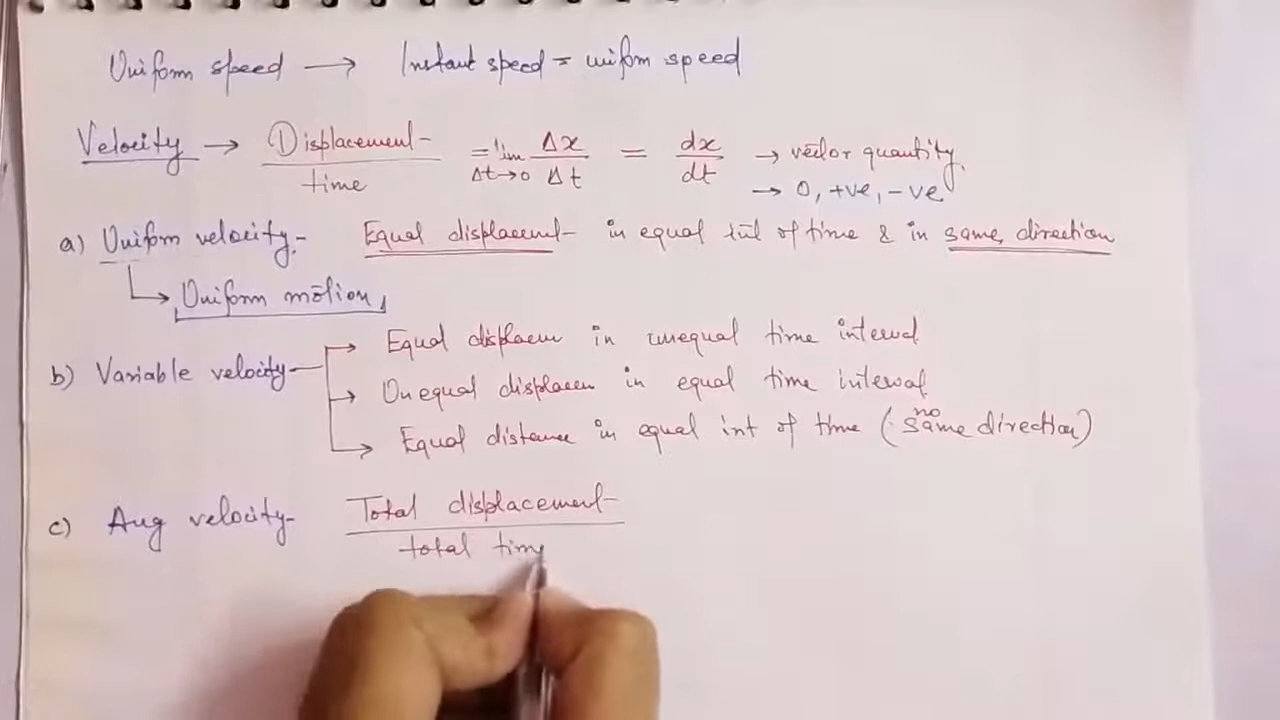 Uniform speed → Instant speed = unifom speed
Velocity → Displacement / time = lim Δt→0 Δx / Δt = dx / dt → vector quantity.
→ 0, +ve, -ve
a) Uniform velocity- Equal displacement in equal int of time & in same direction
Uniform motion
b) Variable velocity- → Equal displacem in unequal time interval
→ Unequal displacem in equal time interval
→ Equal distance in equal int of time (no same direction)
c) Avg velocity- Total displacement / total time